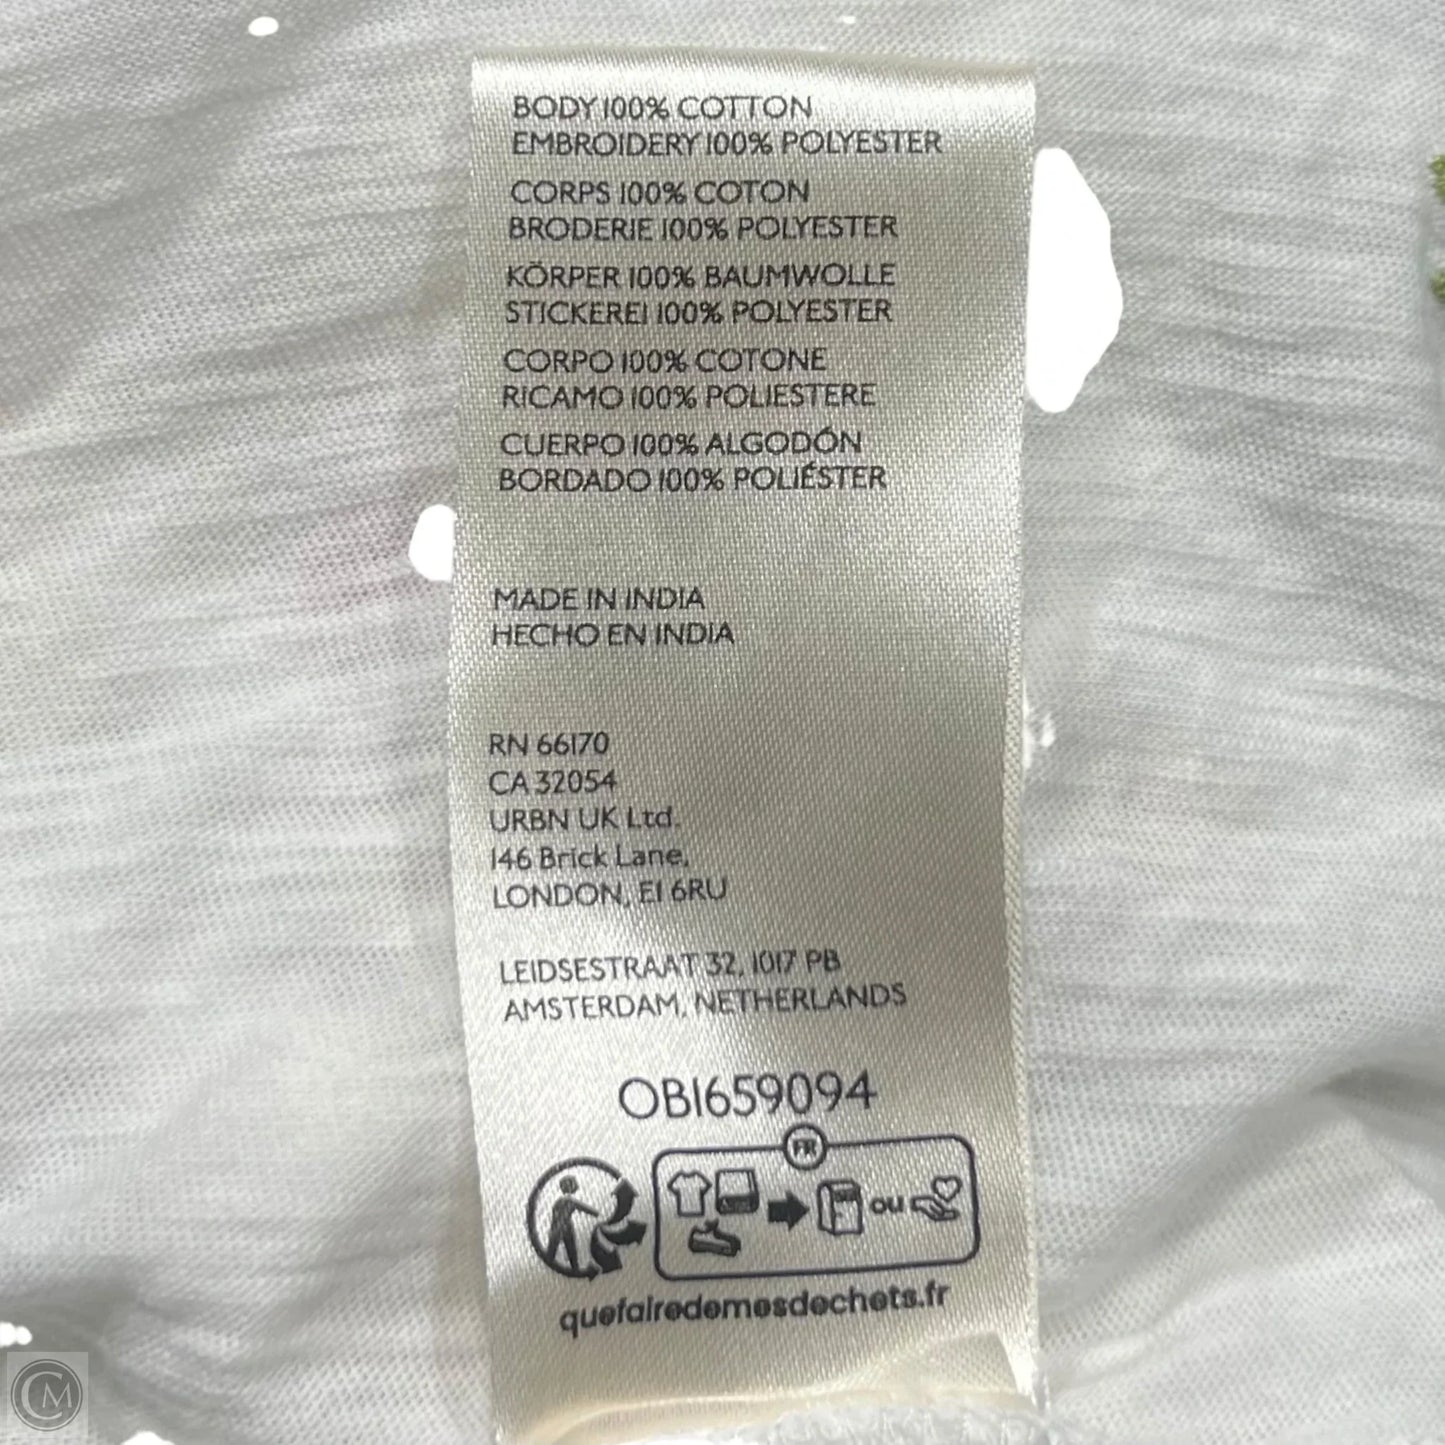 BODY 100% COTTON
EMBROIDERY 100% POLYESTER
CORPS 100% COTON
BRODERIE 100% POLYESTER
KÖRPER 100% BAUMWOLLE
STICKEREI 100% POLYESTER
CORPO 100% COTONE
RICAMO 100% POLIESTERE
CUERPO 100% ALGODÓN
BORDADO 100% POLIÉSTER
MADE IN INDIA
HECHO EN INDIA
RN 66170
CA 32054
URBN UK Ltd.
146 Brick Lane,
LONDON, E1 6RU
LEIDSESTRAAT 32, 1017 PB
AMSTERDAM, NETHERLANDS
OB1659094
FR
ou
quefairedemesdechets.fr
CM